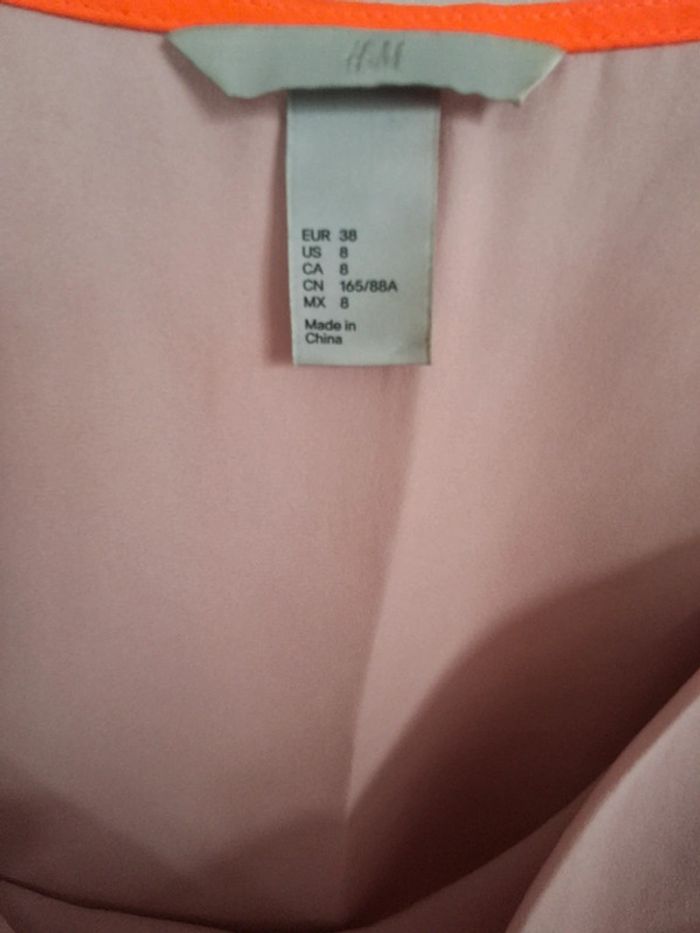 H&M
EUR 38
US 8
CA 8
CN 165/88A
MX 8
Made in
China